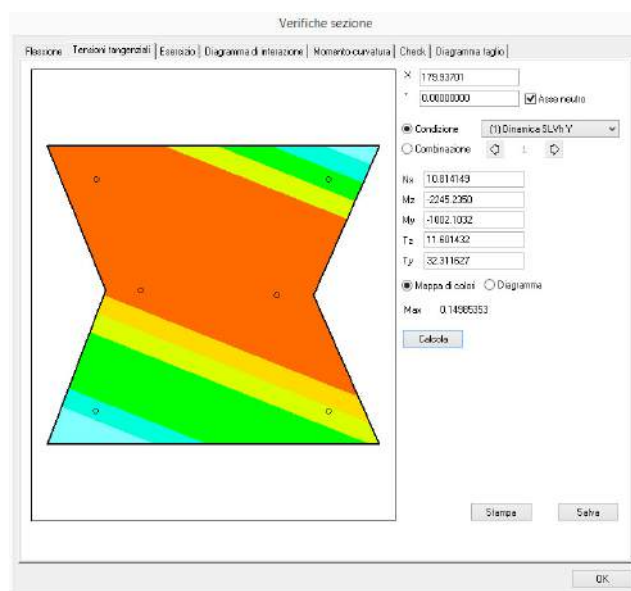 Verifiche sezione
Flessione Tensioni tangenziali Esercizio Diagramma di interazione Momento-curvatura Check Diagramma taglio
X 179.93701
0.00000000 Asse neutro
Condizione (1) Dinamica SLVh Y
Combinazione 1
Nx 10.814149
Mz -2245.2350
My -1002.1032
Tz 11.601432
Ty 32.311627
Mappa di colori Diagramma
Max 0.14985353
Calcola
Stampa Salva
OK